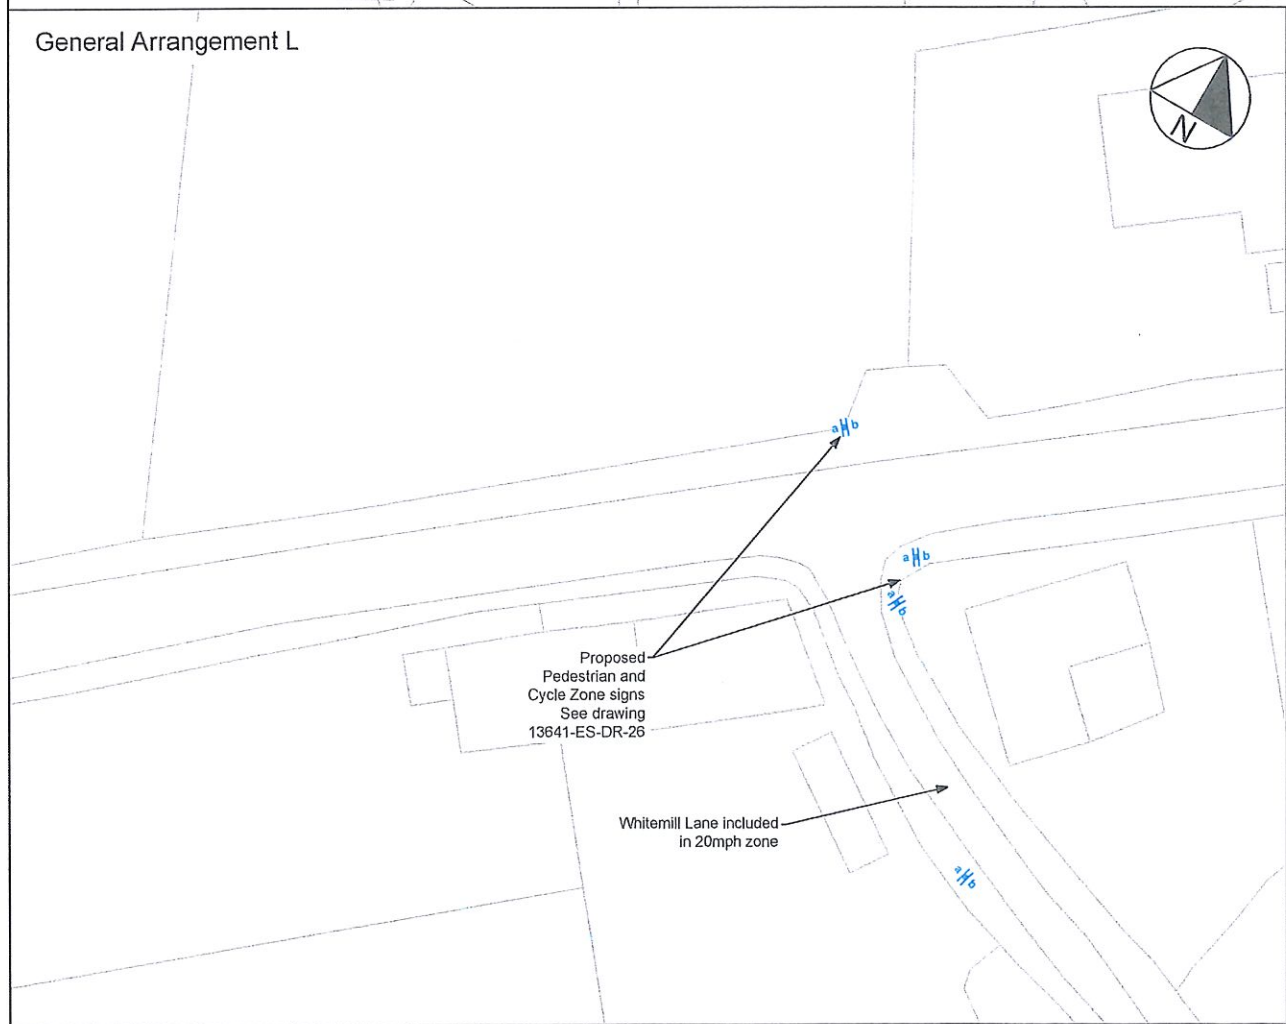 General Arrangement L
N
a b
a b
a b
Proposed
Pedestrian and
Cycle Zone signs
See drawing
13641-ES-DR-26
Whitemill Lane included
in 20mph zone
a b